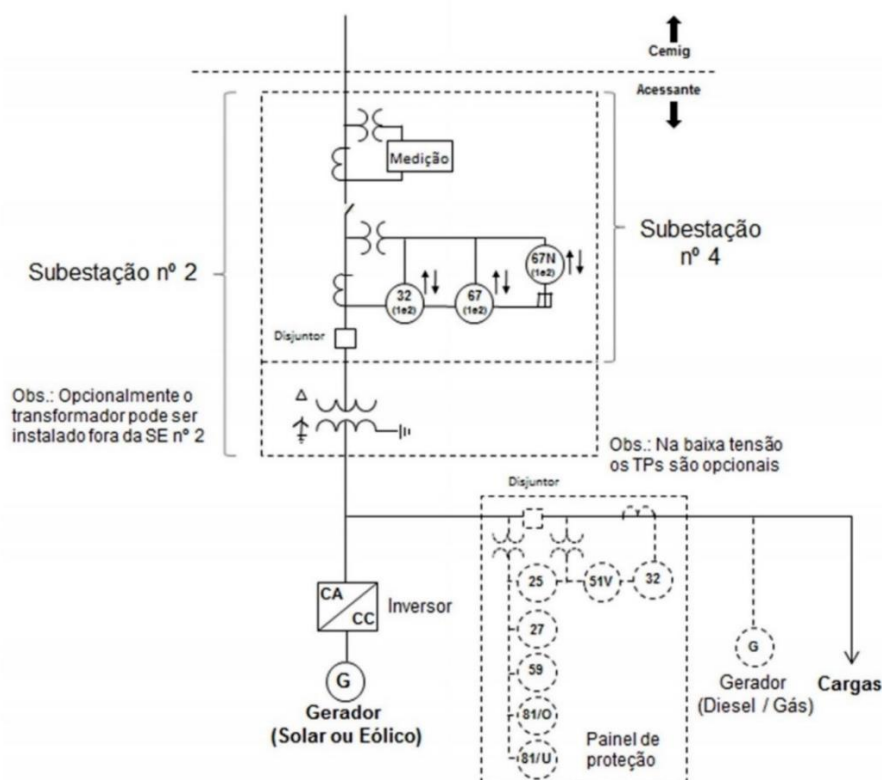 Cemig
Acessante
Medição
Subestação nº 2
Subestação
nº 4
67N
(1e2)
32
(1e2)
67
(1e2)
Disjuntor
Obs.: Opcionalmente o
transformador pode ser
instalado fora da SE nº 2
Δ
Obs.: Na baixa tensão
os TPs são opcionais
Disjuntor
CA
CC
Inversor
25
51V
32
27
59
81/O
81/U
G
Gerador
(Solar ou Eólico)
Painel de
proteção
G
Gerador
(Diesel / Gás)
Cargas